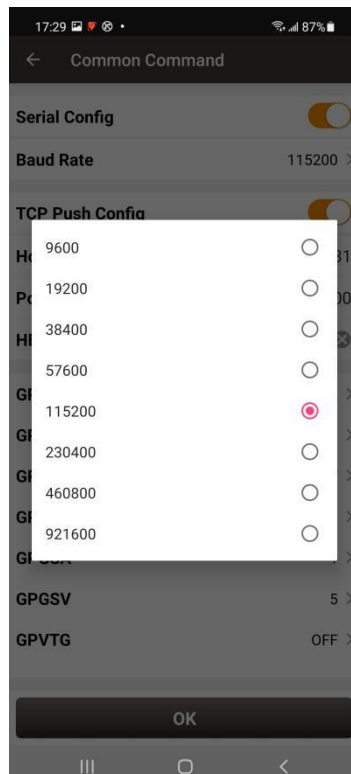 17:29 87%
Common Command
Serial Config
Baud Rate 115200
TCP Push Config
9600
19200
38400
57600
115200
230400
460800
921600
GPGSV 5
GPVTG OFF
OK